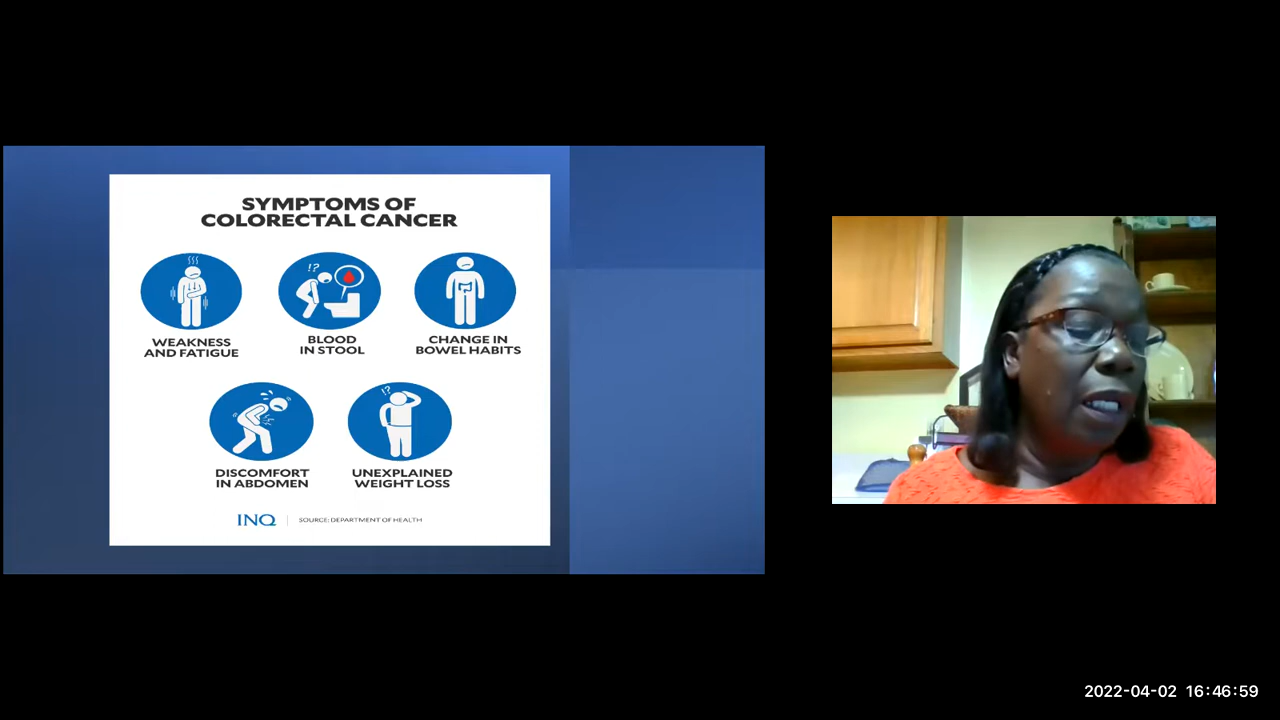 SYMPTOMS OF
COLORECTAL CANCER
!?
WEAKNESS
AND FATIGUE
BLOOD
IN STOOL
CHANGE IN
BOWEL HABITS
!?
DISCOMFORT
IN ABDOMEN
UNEXPLAINED
WEIGHT LOSS
INQ
SOURCE: DEPARTMENT OF HEALTH
2022-04-02 16:46:59